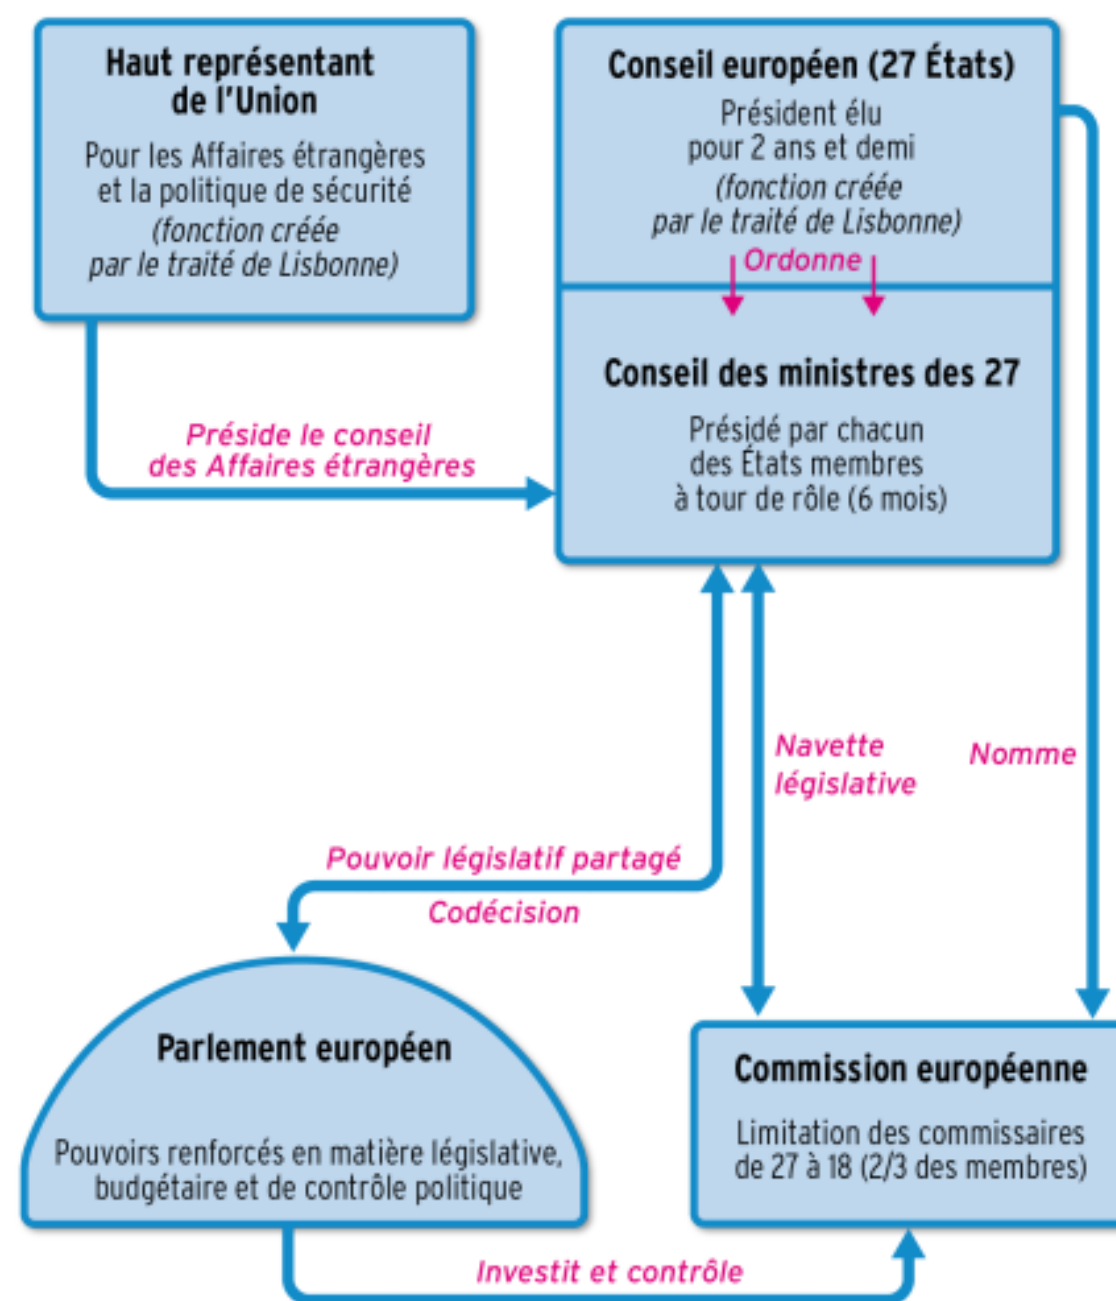 Haut représentant
de l'Union
Pour les Affaires étrangères
et la politique de sécurité
(fonction créée
par le traité de Lisbonne)
Conseil européen (27 États)
Président élu
pour 2 ans et demi
(fonction créée
par le traité de Lisbonne)
Ordonne
Conseil des ministres des 27
Présidé par chacun
des États membres
à tour de rôle (6 mois)
Préside le conseil
des Affaires étrangères
Navette
législative
Nomme
Pouvoir législatif partagé
Codécision
Parlement européen
Pouvoirs renforcés en matière législative,
budgétaire et de contrôle politique
Commission européenne
Limitation des commissaires
de 27 à 18 (2/3 des membres)
Investit et contrôle